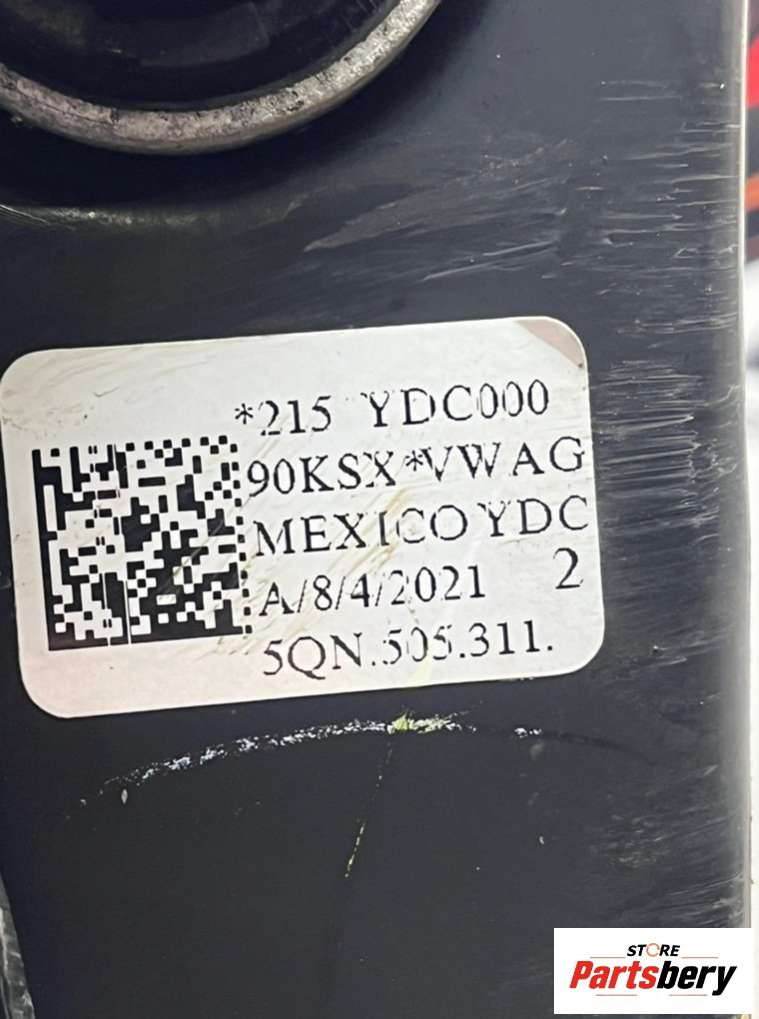 *215 YDC000
90KSX*VWAG
MEXICO YDC
A/8/4/2021 2
5QN.505.311.
STORE
Partsbery